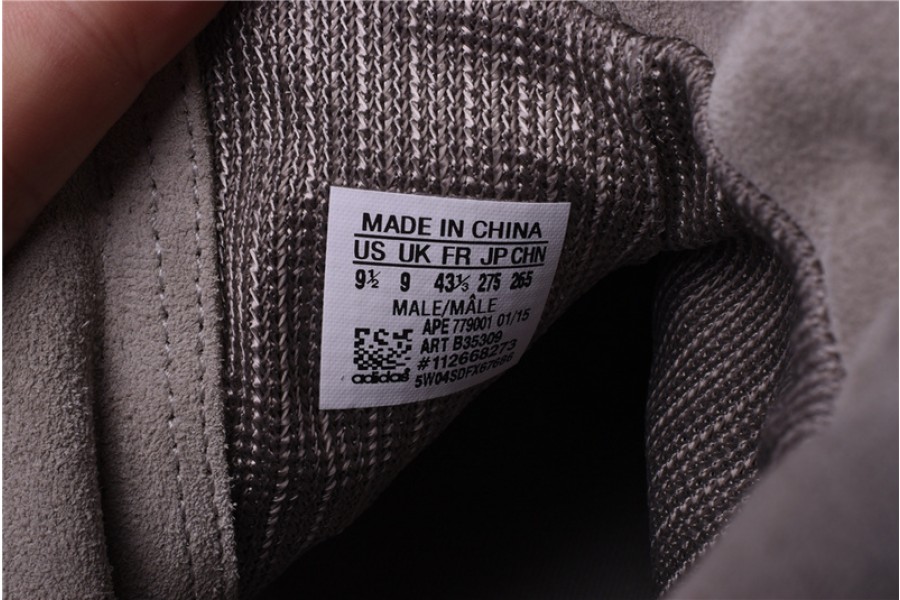 MADE IN CHINA
US UK FR JP CHN
9½ 9 43⅓ 275 265
MALE/MÂLE
APE 779001 01/15
ART B35309
#112668273
adidas